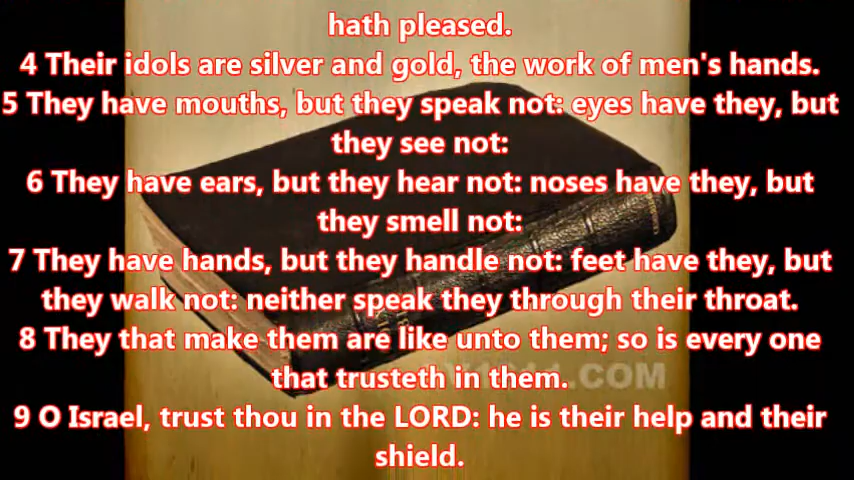 hath pleased.
4 Their idols are silver and gold, the work of men's hands.
5 They have mouths, but they speak not: eyes have they, but
they see not:
6 They have ears, but they hear not: noses have they, but
they smell not:
7 They have hands, but they handle not: feet have they, but
they walk not: neither speak they through their throat.
8 They that make them are like unto them; so is every one
that trusteth in them.
.COM
9 O Israel, trust thou in the LORD: he is their help and their
shield.